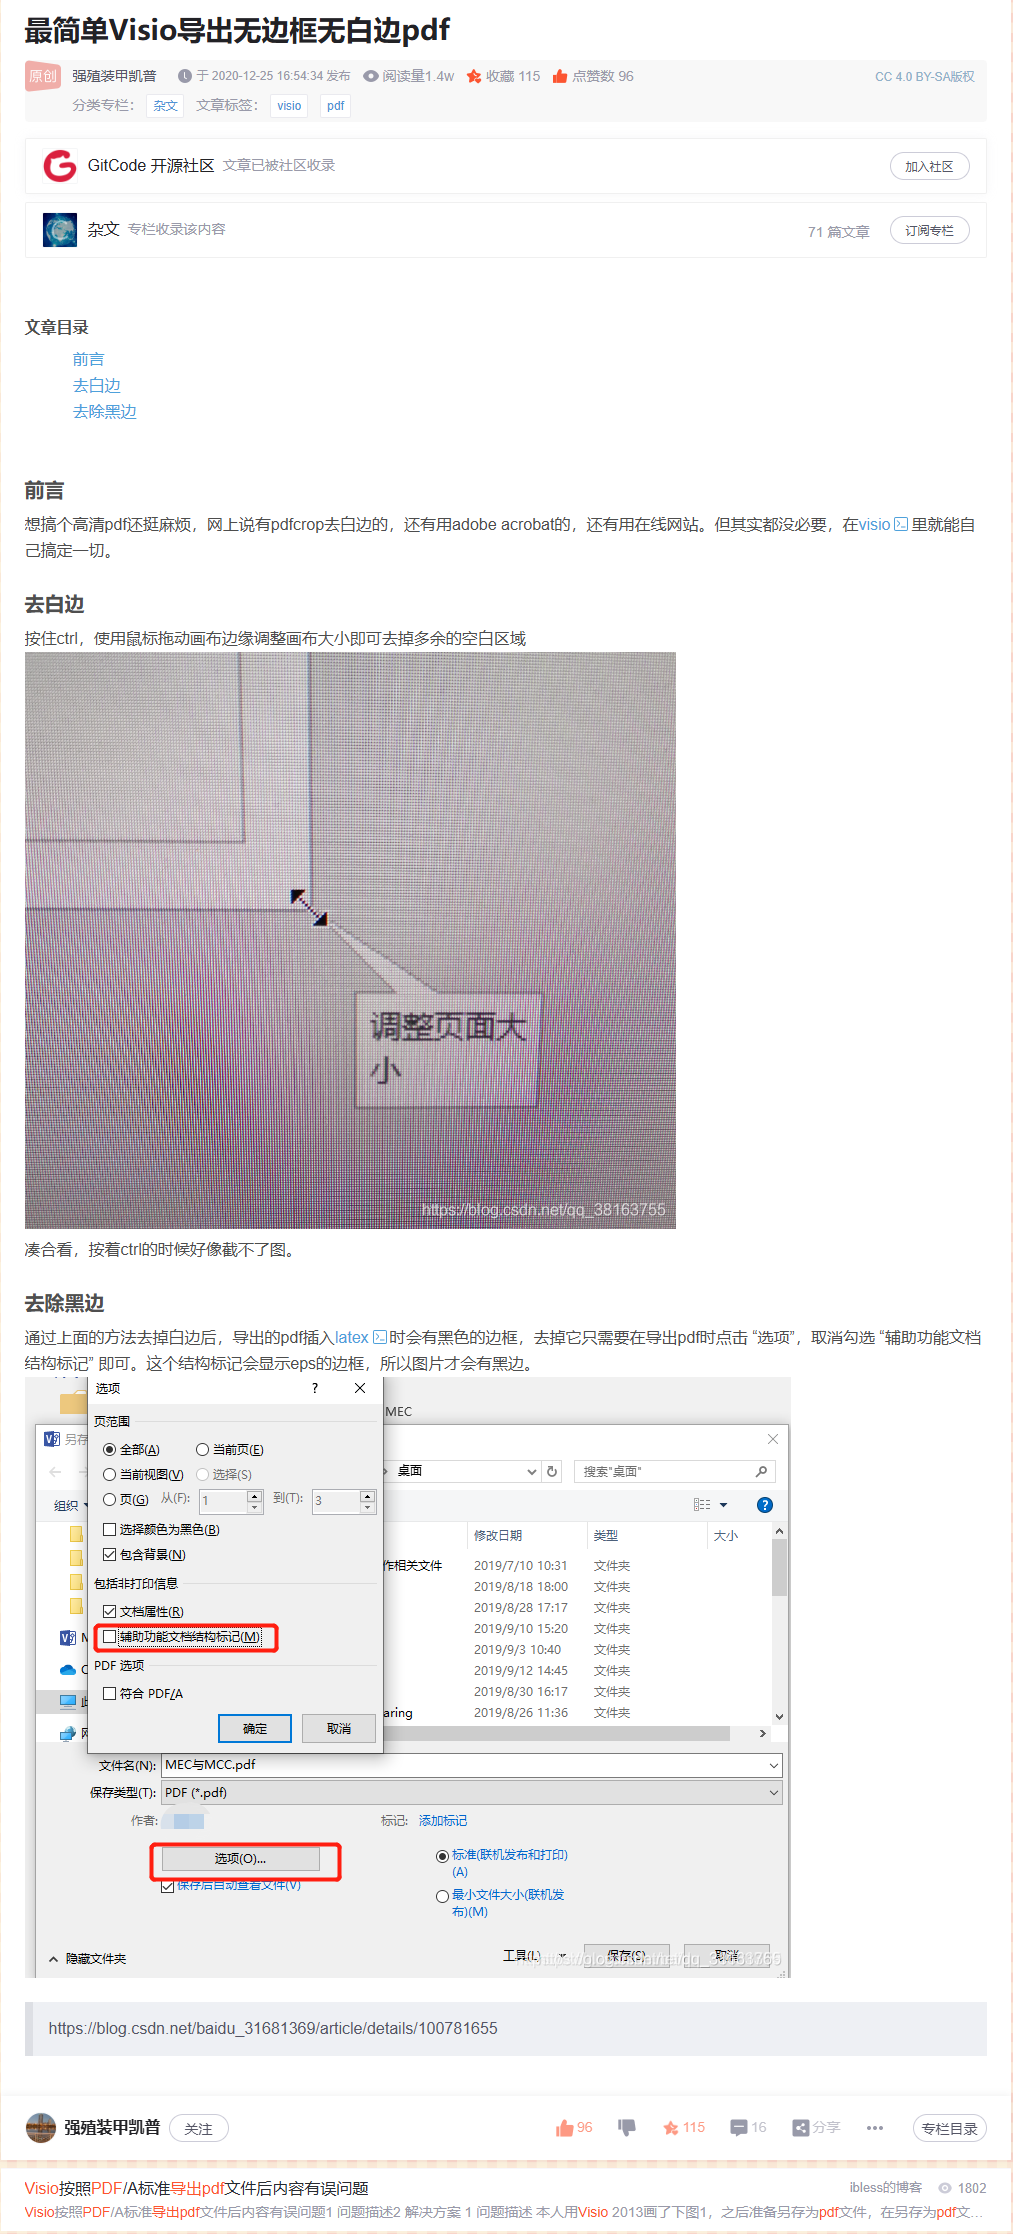 最简单Visio导出无边框无白边pdf
原创 强殖装甲凯普 于 2020-12-25 16:54:34 发布 阅读量1.4w 收藏 115 点赞数 96 CC 4.0 BY-SA版权
分类专栏： 杂文 文章标签： visio pdf
GitCode 开源社区 文章已被社区收录 加入社区
杂文 专栏收录该内容 71 篇文章 订阅专栏
文章目录
前言
去白边
去除黑边
前言
想搞个高清pdf还挺麻烦，网上说有pdfcrop去白边的，还有用adobe acrobat的，还有用在线网站。但其实都没必要，在visio里就能自
己搞定一切。
去白边
按住ctrl，使用鼠标拖动画布边缘调整画布大小即可去掉多余的空白区域
调整页面大
小
https://blog.csdn.net/qq_38163755
凑合看，按着ctrl的时候好像截不了图。
去除黑边
通过上面的方法去掉白边后，导出的pdf插入latex时会有黑色的边框，去掉它只需要在导出pdf时点击 “选项”，取消勾选 “辅助功能文档
结构标记” 即可。这个结构标记会显示eps的边框，所以图片才会有黑边。
选项 ?
MEC
页范围
另存
全部(A) 当前页(E)
当前视图(V) 选择(S)
桌面 搜索"桌面"
页(G) 从(F): 1 到(T): 3
组织
选择颜色为黑色(B)
修改日期 类型 大小
包含背景(N)
作相关文件 2019/7/10 10:31 文件夹
包括非打印信息
2019/8/18 18:00 文件夹
文档属性(R)
2019/8/28 17:17 文件夹
辅助功能文档结构标记(M)
2019/9/10 15:20 文件夹
2019/9/3 10:40 文件夹
PDF 选项
2019/9/12 14:45 文件夹
符合 PDF/A
2019/8/30 16:17 文件夹
aring 2019/8/26 11:36 文件夹
确定 取消
文件名(N): MEC与MCC.pdf
保存类型(T): PDF (*.pdf)
作者: 标记: 添加标记
选项(O)...
标准(联机发布和打印)
(A)
保存后自动查看文件(V)
最小文件大小(联机发
布)(M)
隐藏文件夹 工具(L) 保存(S) 取消
https://blog.csdn.net/baidu_31681369/article/details/100781655
强殖装甲凯普 关注 96 115 16 分享 ••• 专栏目录
Visio按照PDF/A标准导出pdf文件后内容有误问题 ibless的博客 1802
Visio按照PDF/A标准导出pdf文件后内容有误问题1 问题描述2 解决方案 1 问题描述 本人用Visio 2013画了下图1，之后准备另存为pdf文件，在另存为pdf文...